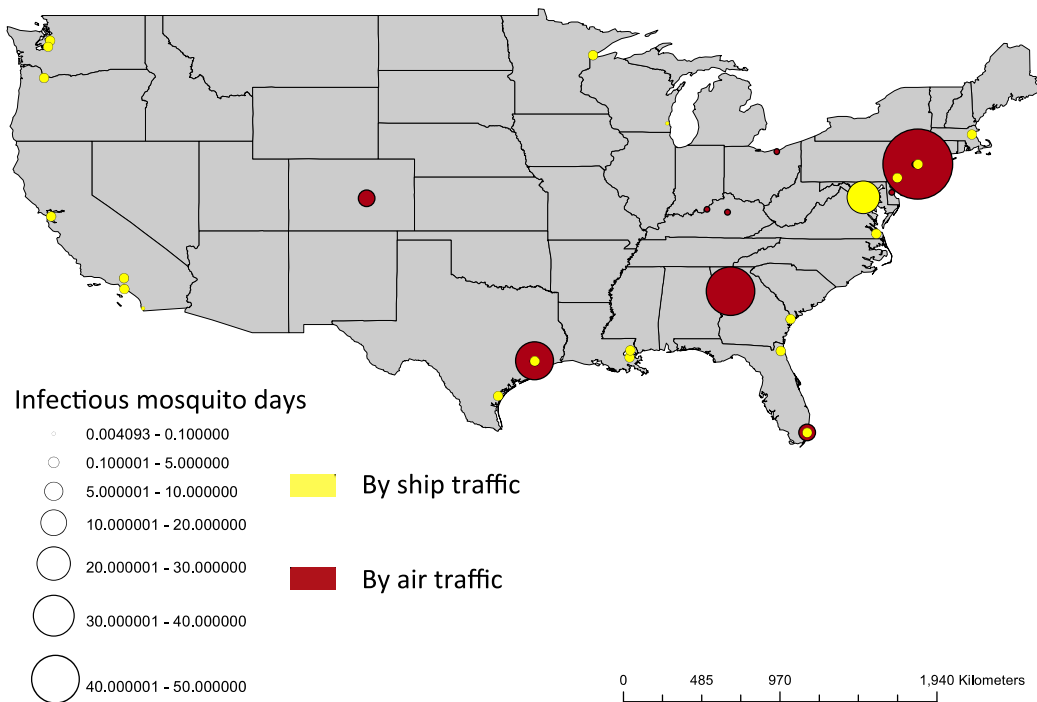 Infectious mosquito days
0.004093 - 0.100000
0.100001 - 5.000000
5.000001 - 10.000000
10.000001 - 20.000000
20.000001 - 30.000000
30.000001 - 40.000000
40.000001 - 50.000000
By ship traffic
By air traffic
0 485 970 1,940 Kilometers